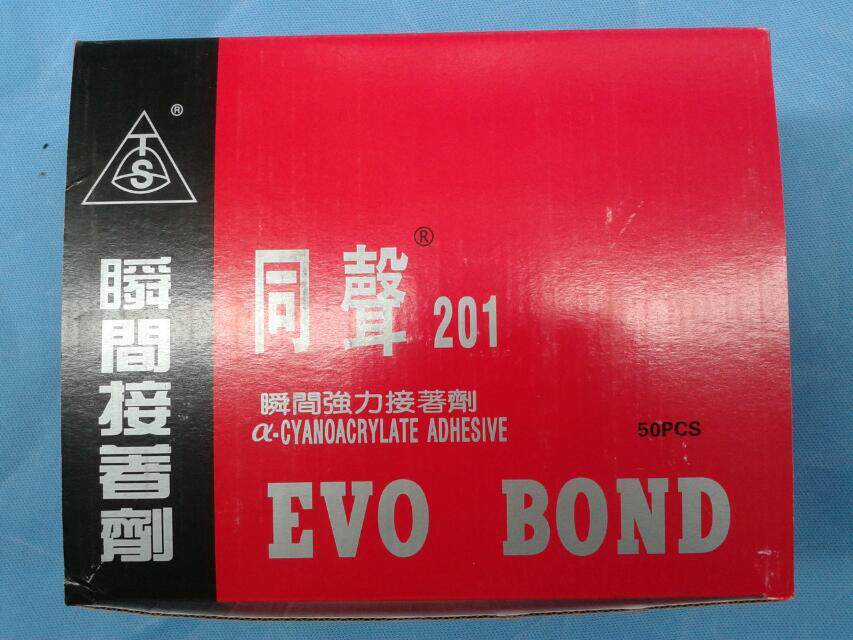 TS®
瞬間接著劑
同聲® 201
瞬間強力接著劑
α-CYANOACRYLATE ADHESIVE
50PCS
EVO BOND